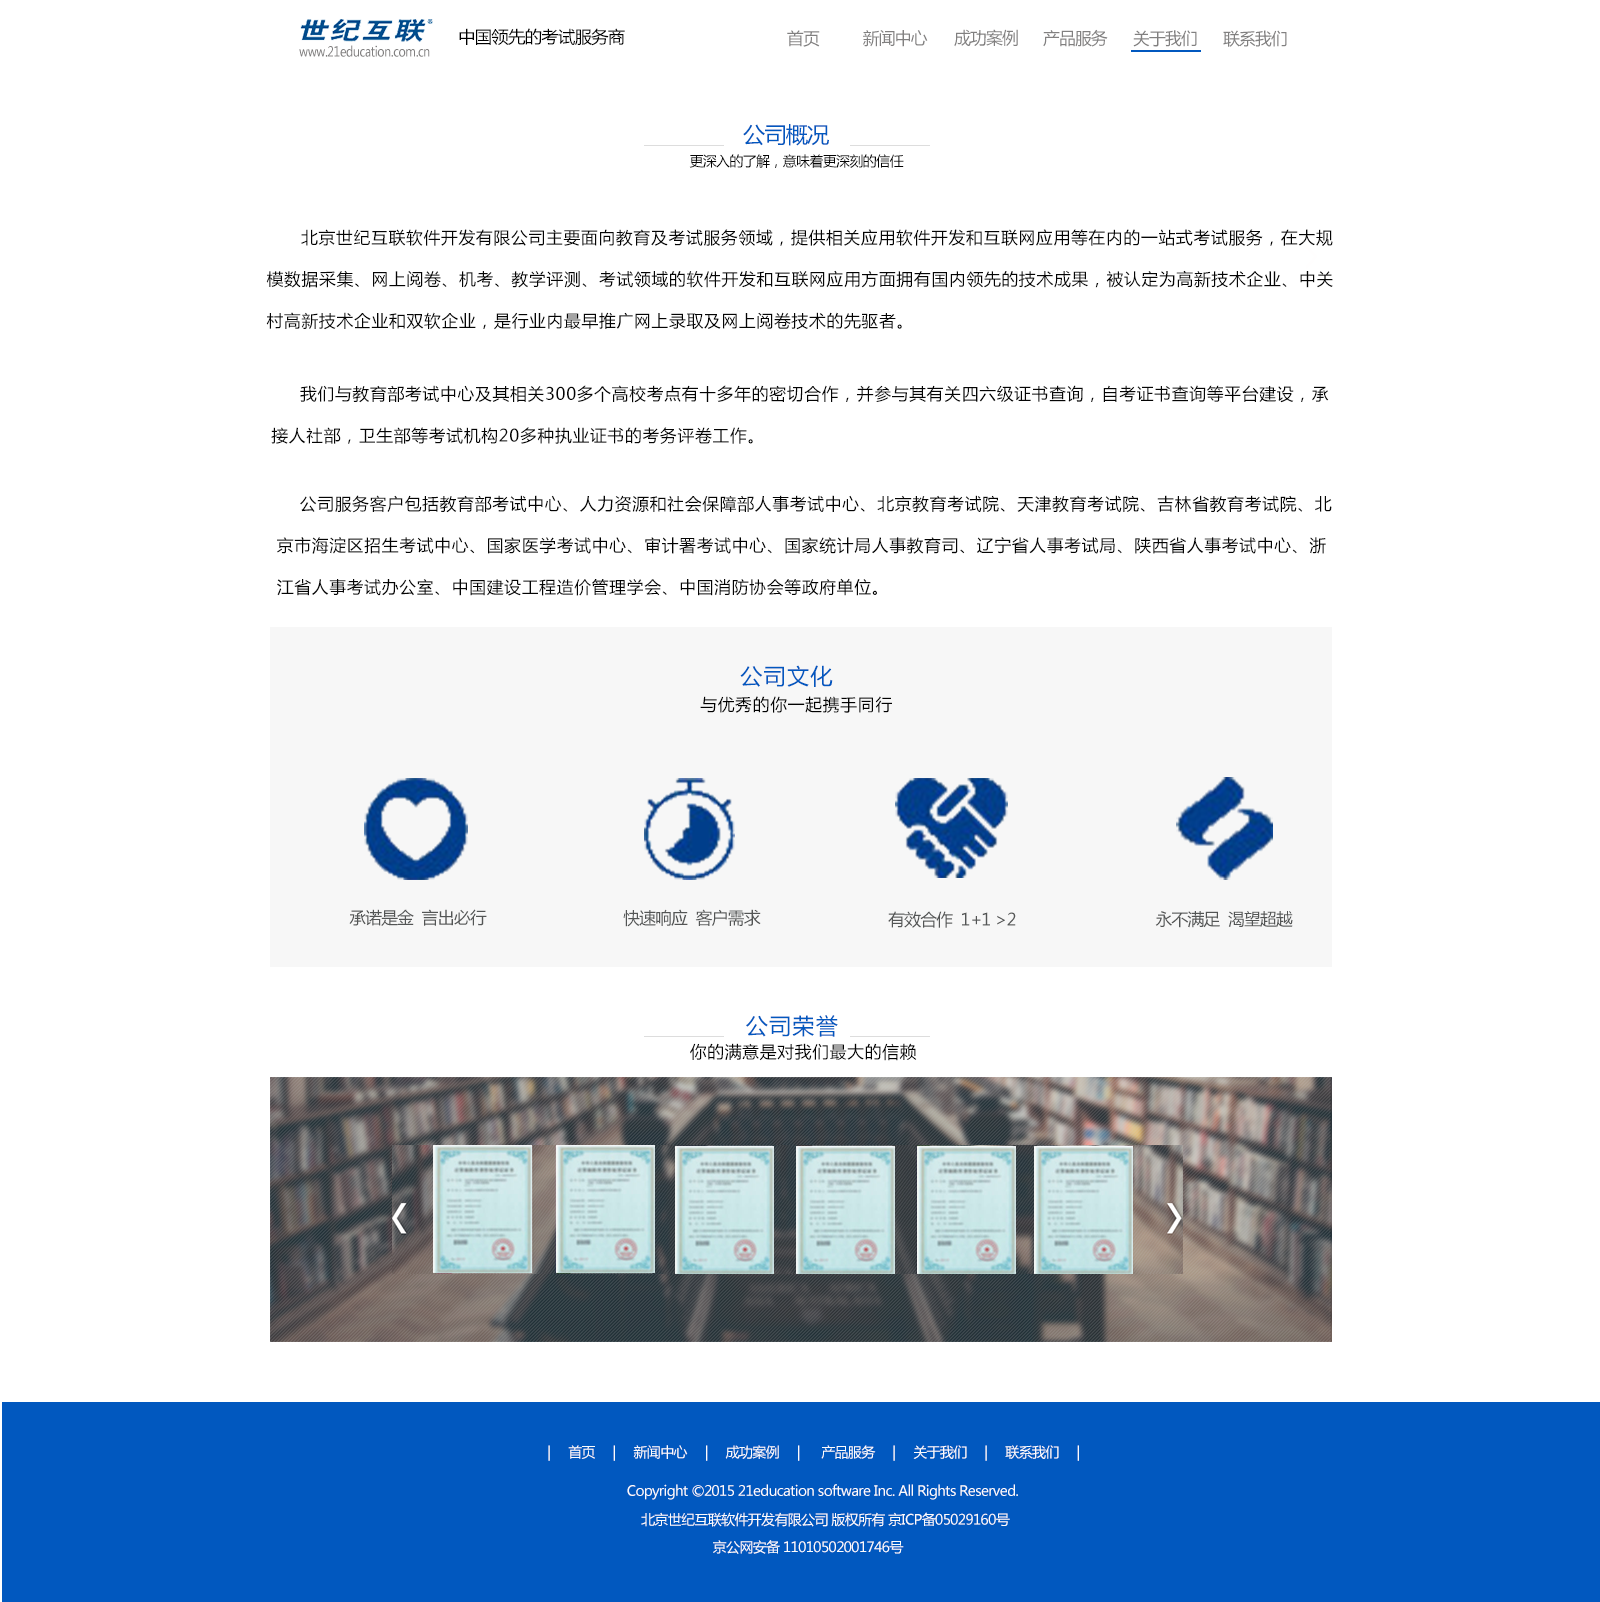 世纪互联®
www.21education.com.cn
中国领先的考试服务商
首页 新闻中心 成功案例 产品服务 关于我们 联系我们
公司概况
更深入的了解，意味着更深刻的信任
北京世纪互联软件开发有限公司主要面向教育及考试服务领域，提供相关应用软件开发和互联网应用等在内的一站式考试服务，在大规
模数据采集、网上阅卷、机考、教学评测、考试领域的软件开发和互联网应用方面拥有国内领先的技术成果，被认定为高新技术企业、中关
村高新技术企业和双软企业，是行业内最早推广网上录取及网上阅卷技术的先驱者。
我们与教育部考试中心及其相关300多个高校考点有十多年的密切合作，并参与其有关四六级证书查询，自考证书查询等平台建设，承
接人社部，卫生部等考试机构20多种执业证书的考务评卷工作。
公司服务客户包括教育部考试中心、人力资源和社会保障部人事考试中心、北京教育考试院、天津教育考试院、吉林省教育考试院、北
京市海淀区招生考试中心、国家医学考试中心、审计署考试中心、国家统计局人事教育司、辽宁省人事考试局、陕西省人事考试中心、浙
江省人事考试办公室、中国建设工程造价管理学会、中国消防协会等政府单位。
公司文化
与优秀的你一起携手同行
承诺是金 言出必行
快速响应 客户需求
有效合作 1+1 >2
永不满足 渴望超越
公司荣誉
你的满意是对我们最大的信赖
| 首页 | 新闻中心 | 成功案例 | 产品服务 | 关于我们 | 联系我们 |
Copyright ©2015 21education software Inc. All Rights Reserved.
北京世纪互联软件开发有限公司 版权所有 京ICP备05029160号
京公网安备 11010502001746号